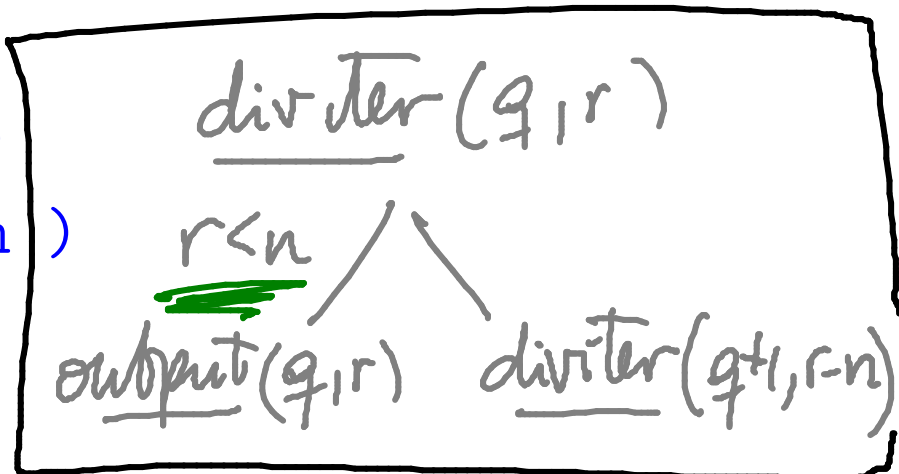 diviter(q,r)
n )
r<n
output(q,r) diviter(q+1,r-n)